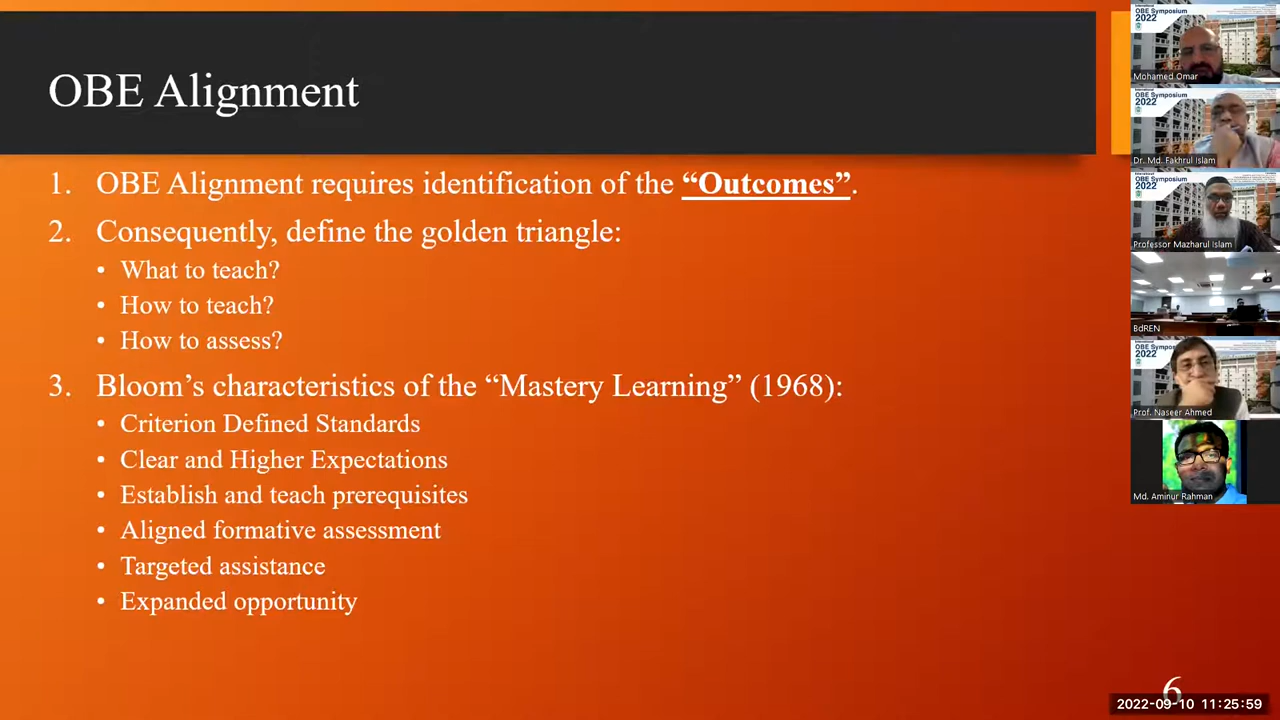 OBE Alignment
1. OBE Alignment requires identification of the “Outcomes”.
2. Consequently, define the golden triangle:
• What to teach?
• How to teach?
• How to assess?
3. Bloom’s characteristics of the “Mastery Learning” (1968):
• Criterion Defined Standards
• Clear and Higher Expectations
• Establish and teach prerequisites
• Aligned formative assessment
• Targeted assistance
• Expanded opportunity
6
2022-09-10 11:25:59
International
OBE Symposium
2022
Mohamed Omar
OBE Symposium
2022
Dr. Md. Fakhrul Islam
OBE Symposium
2022
Professor Mazharul Islam
BdREN
OBE Sympo
2022
Prof. Naseer Ahmed
Md. Aminur Rahman